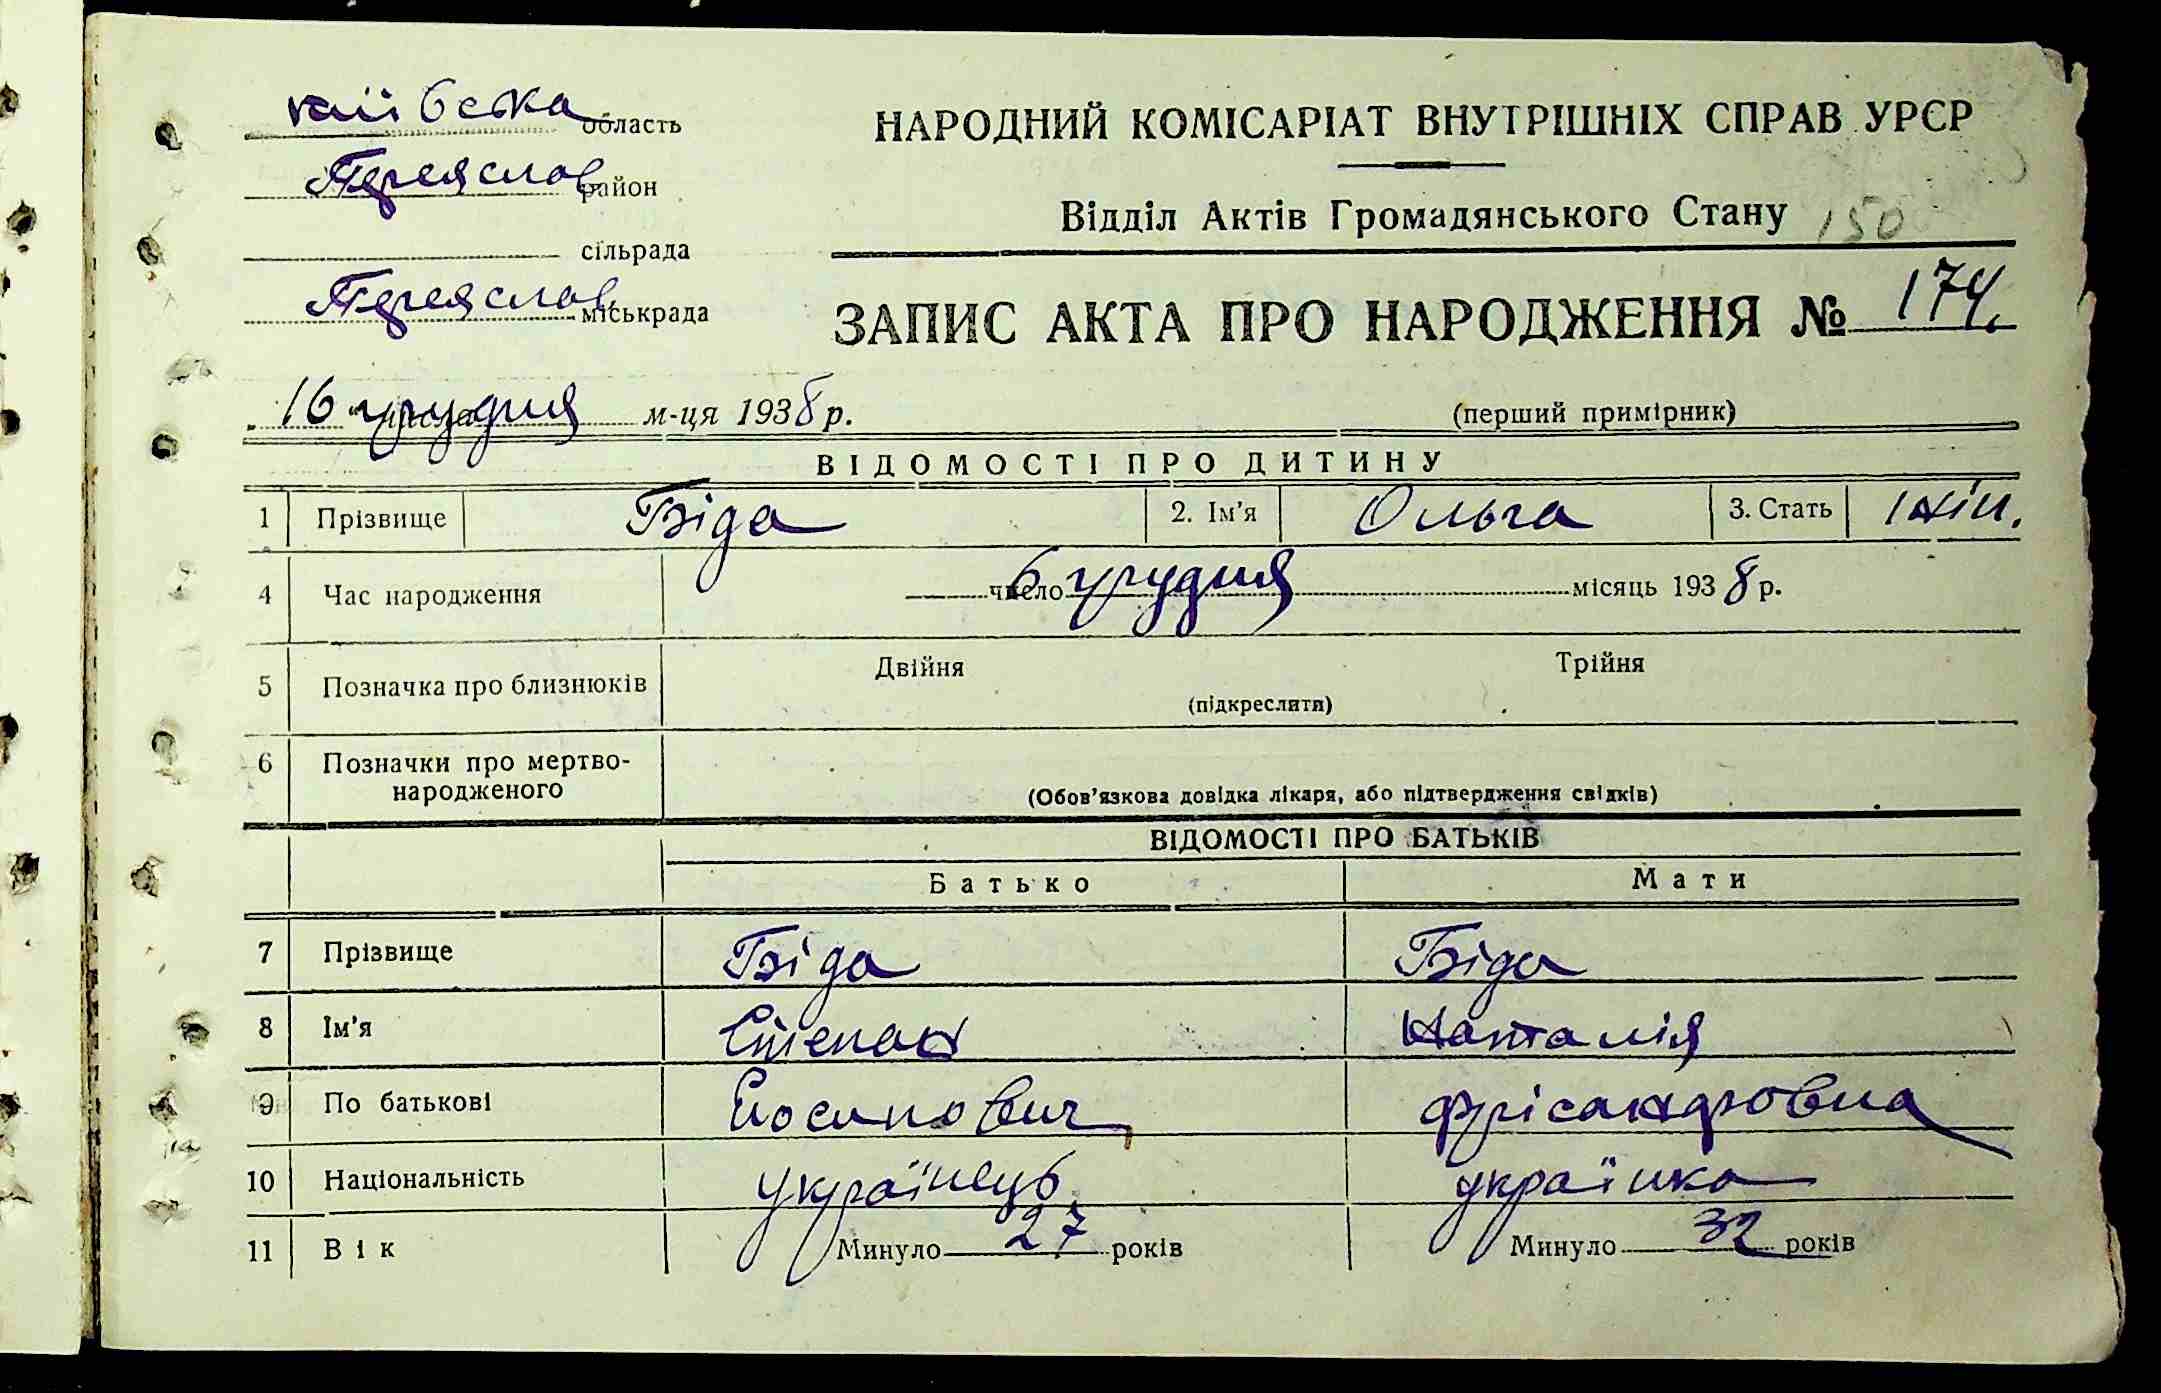 Київська область
Переяслав район
сільрада
Переяслав міськрада
НАРОДНИЙ КОМІСАРІАТ ВНУТРІШНІХ СПРАВ УРСР
Відділ Актів Громадянського Стану 150
ЗАПИС АКТА ПРО НАРОДЖЕННЯ № 174
16 грудня м-ця 1938 р.
(перший примірник)
ВІДОМОСТІ ПРО ДИТИНУ
1 Прізвище Біда 2. Ім'я Ольга 3. Стать жін.
4 Час народження 6 число грудня місяць 1938 р.
5 Позначка про близнюків Двійня Трійня
(підкреслити)
6 Позначки про мертво-
народженого
(Обов'язкова довідка лікаря, або підтвердження свідків)
ВІДОМОСТІ ПРО БАТЬКІВ
Батько Мати
7 Прізвище Біда Біда
8 Ім'я Степан Наталія
9 По батькові Йосипович
10 Національність українець українка
11 Вік Минуло 27 років Минуло 32 років